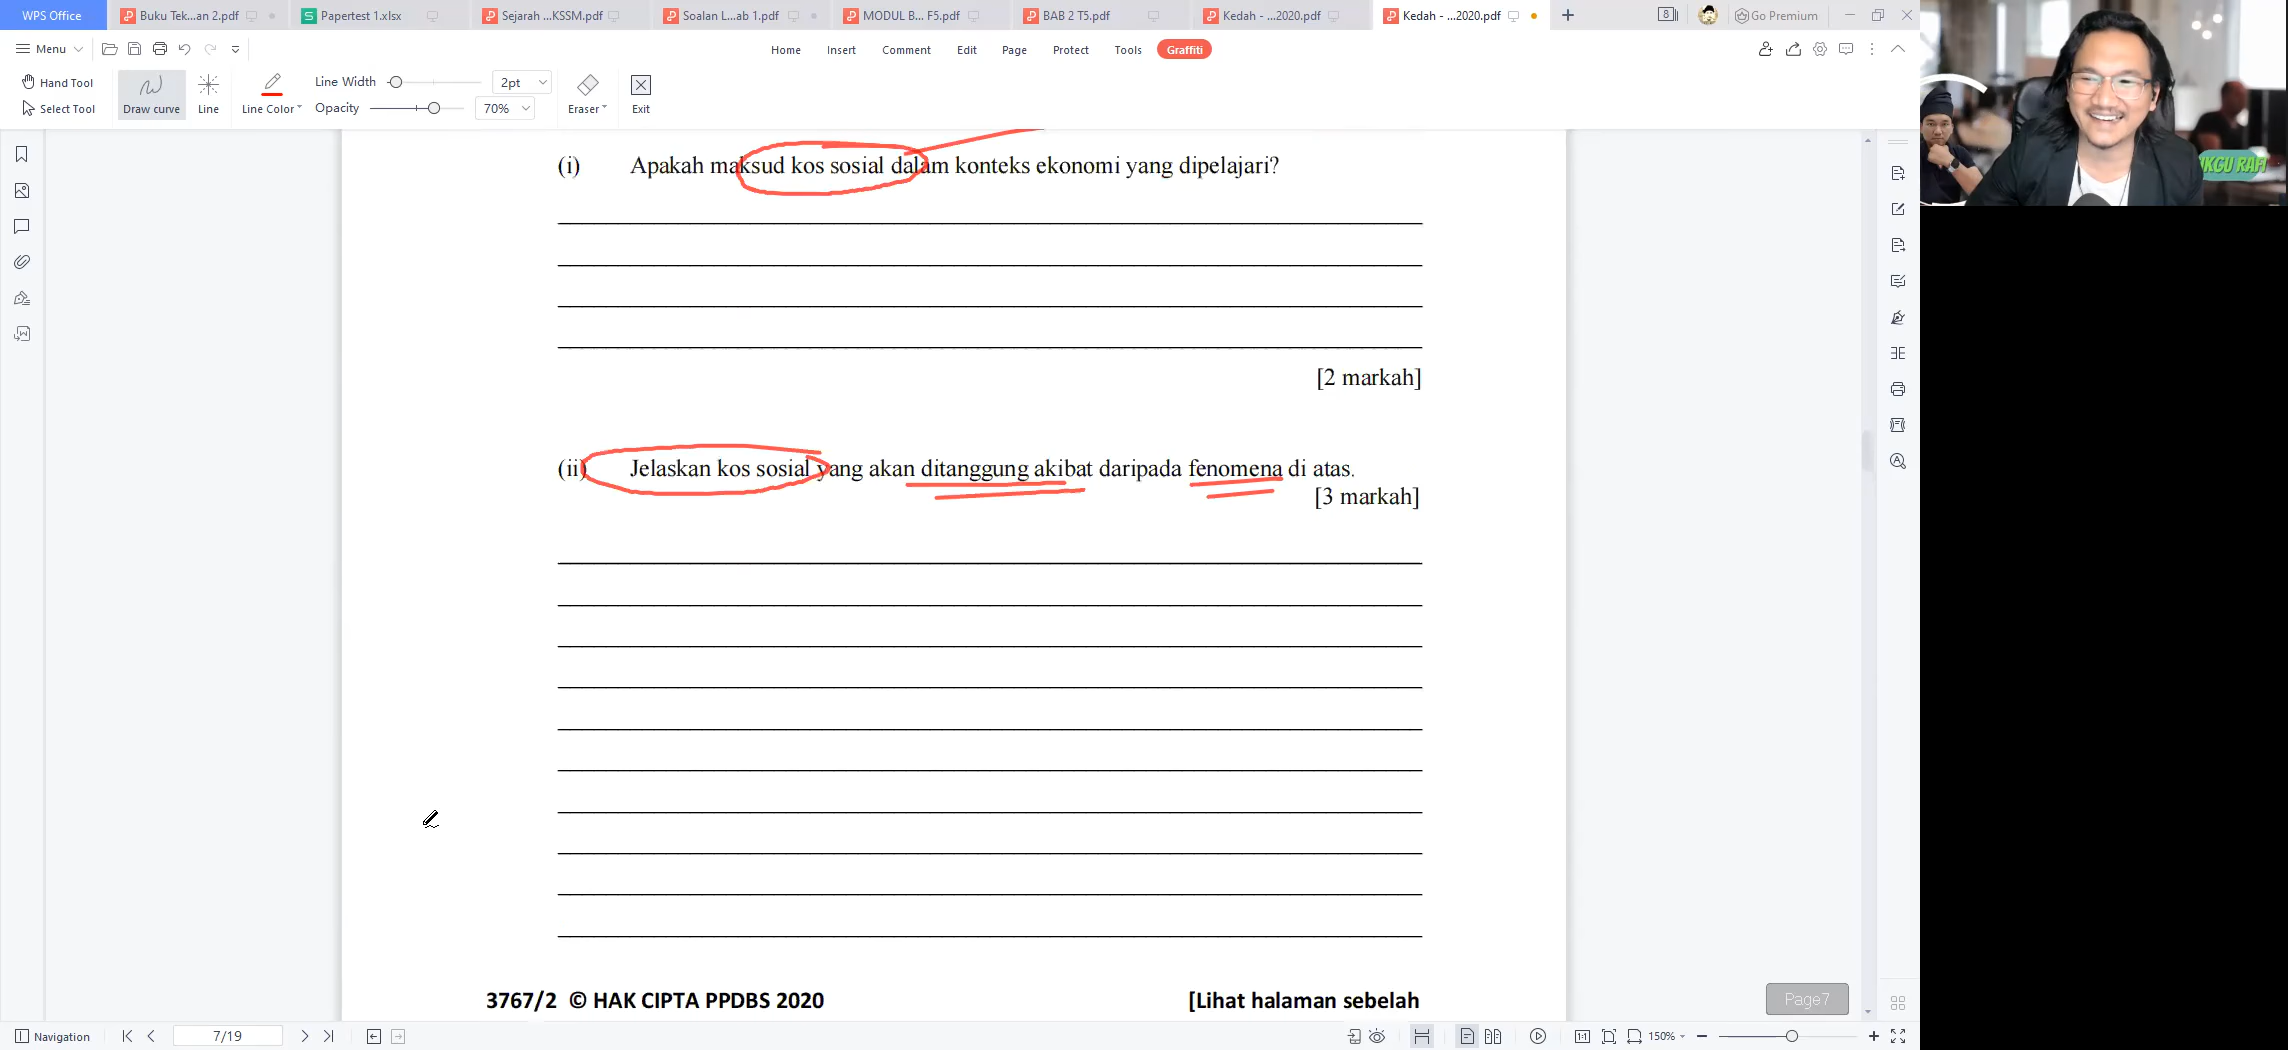 WPS Office
Buku Tek...an 2.pdf
Papertest 1.xlsx
Sejarah ...KSSM.pdf
Soalan L...ab 1.pdf
MODUL B... F5.pdf
BAB 2 T5.pdf
Kedah - ...2020.pdf
Kedah - ...2020.pdf
8
Go Premium
Menu
Home Insert Comment Edit Page Protect Tools Graffiti
Hand Tool
Select Tool
Draw curve
Line
Line Color
Line Width
2pt
Opacity
70%
Eraser
Exit
(i) Apakah maksud kos sosial dalam konteks ekonomi yang dipelajari?
[2 markah]
(ii) Jelaskan kos sosial yang akan ditanggung akibat daripada fenomena di atas.
[3 markah]
3767/2 © HAK CIPTA PPDBS 2020
[Lihat halaman sebelah
Page7
Navigation
7/19
1:1
150%
IKGU RAFI